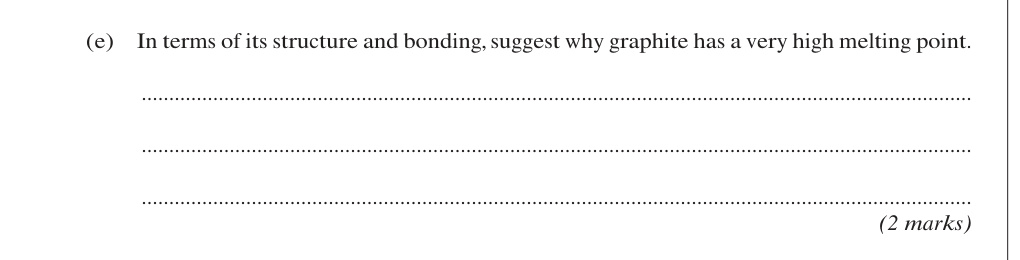 (e) In terms of its structure and bonding, suggest why graphite has a very high melting point.
..........................................................................................................................................................
..........................................................................................................................................................
..........................................................................................................................................................
(2 marks)